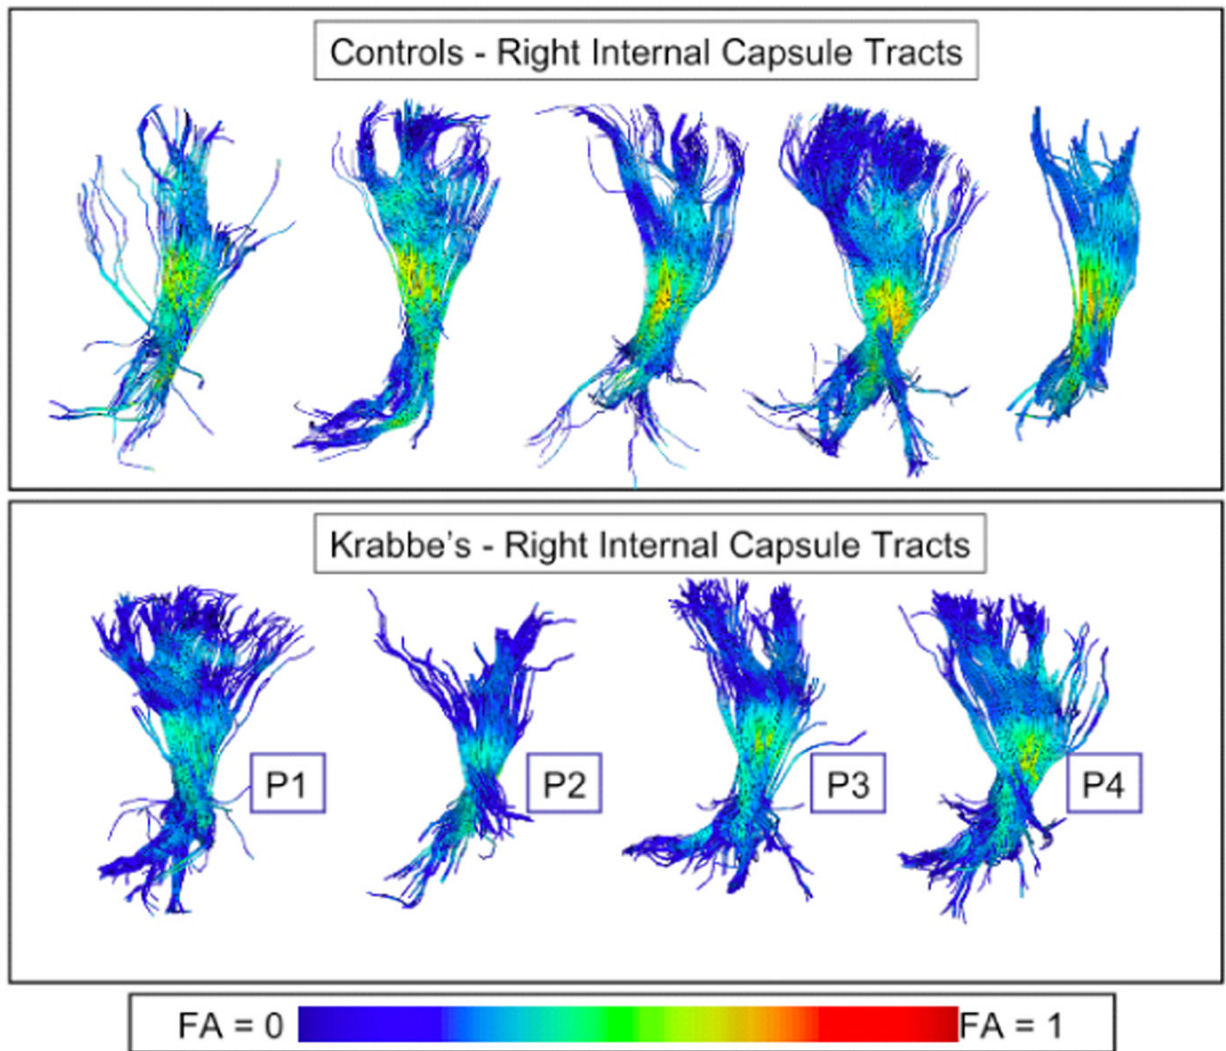 Controls - Right Internal Capsule Tracts
Krabbe's - Right Internal Capsule Tracts
P1
P2
P3
P4
FA = 0
FA = 1